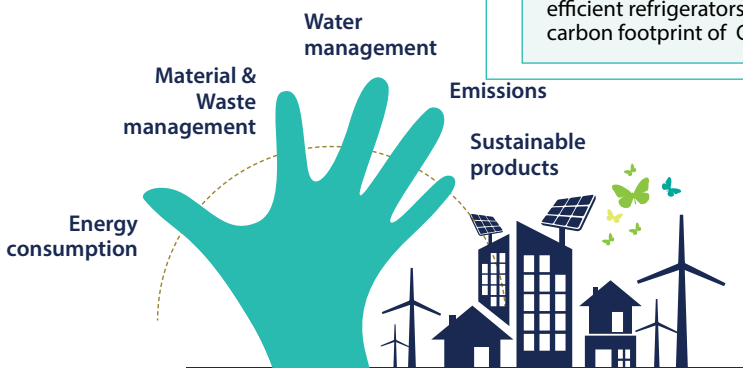 efficient refrigerators
carbon footprint of
Water
management
Material &
Waste
management
Emissions
Sustainable
products
Energy
consumption